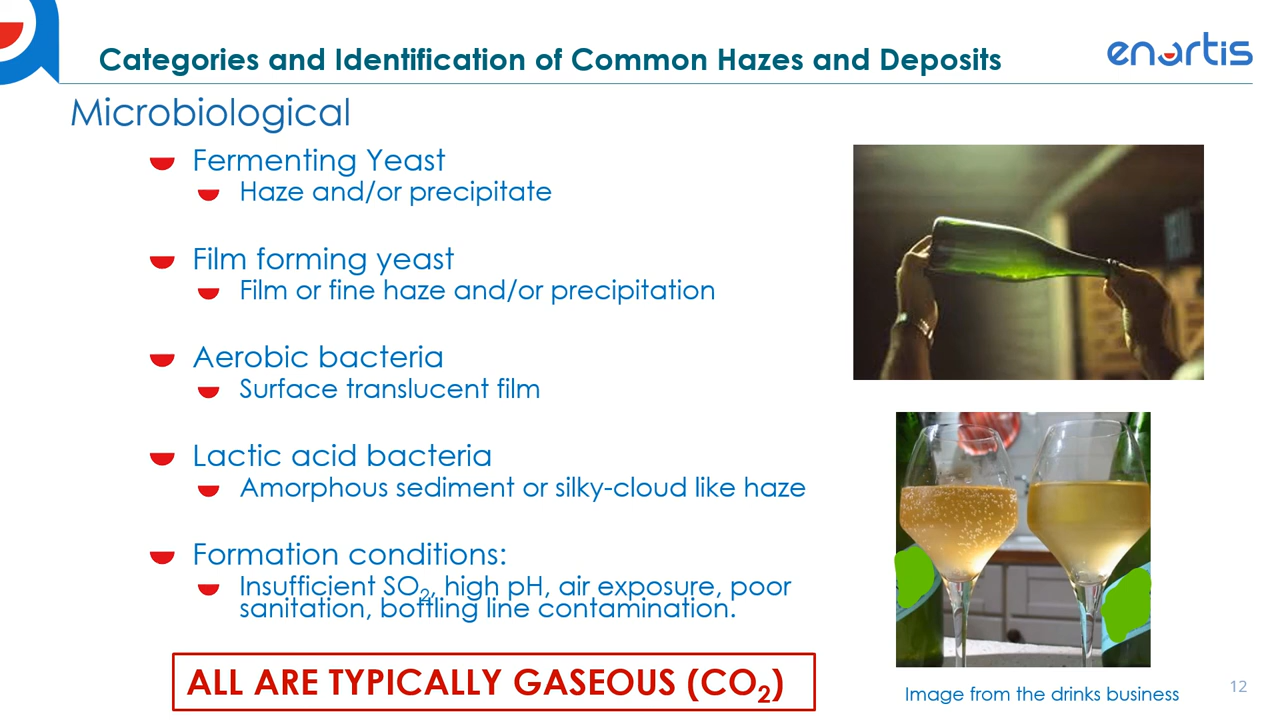 Categories and Identification of Common Hazes and Deposits
enartis
Microbiological
Fermenting Yeast
Haze and/or precipitate
Film forming yeast
Film or fine haze and/or precipitation
Aerobic bacteria
Surface translucent film
Lactic acid bacteria
Amorphous sediment or silky-cloud like haze
Formation conditions:
Insufficient SO₂, high pH, air exposure, poor
sanitation, bottling line contamination.
ALL ARE TYPICALLY GASEOUS (CO₂)
Image from the drinks business
12